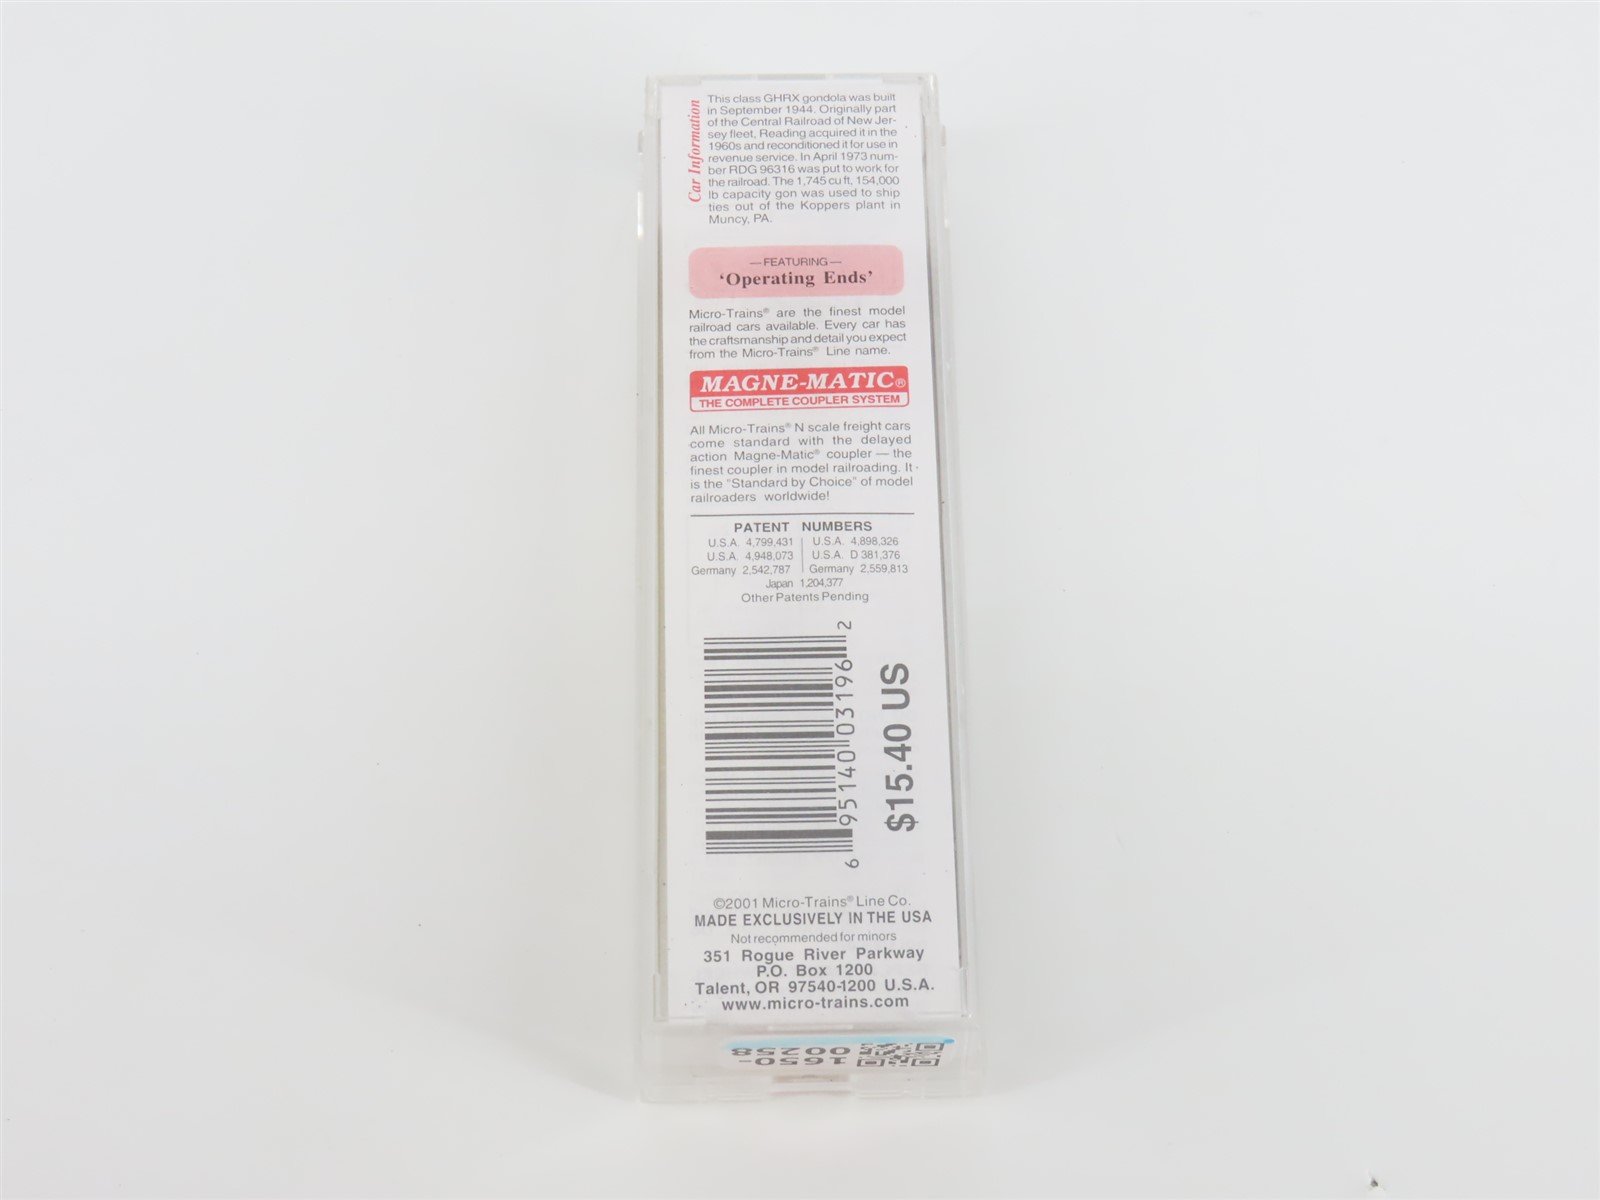 Car Information
This class GHRX gondola was built
in September 1944. Originally part
of the Central Railroad of New Jer-
sey fleet, Reading acquired it in the
1960s and reconditioned it for use in
revenue service. In April 1973 num-
ber RDG 96316 was put to work for
the railroad. The 1,745 cu ft, 154,000
lb capacity gon was used to ship
ties out of the Koppers plant in
Muncy, PA.
—FEATURING—
‘Operating Ends’
Micro-Trains® are the finest model
railroad cars available. Every car has
the craftsmanship and detail you expect
from the Micro-Trains® Line name.
MAGNE-MATIC®
THE COMPLETE COUPLER SYSTEM
All Micro-Trains® N scale freight cars
come standard with the delayed
action Magne-Matic® coupler — the
finest coupler in model railroading. It
is the "Standard by Choice" of model
railroaders worldwide!
PATENT NUMBERS
U.S.A. 4,799,431 U.S.A. 4,898,326
U.S.A. 4,948,073 U.S.A. D 381,376
Germany 2,542,787 Germany 2,559,813
Japan 1,204,377
Other Patents Pending
6 95140 03196 2
$15.40 US
©2001 Micro-Trains® Line Co.
MADE EXCLUSIVELY IN THE USA
Not recommended for minors
351 Rogue River Parkway
P.O. Box 1200
Talent, OR 97540-1200 U.S.A.
www.micro-trains.com
1650-
00258